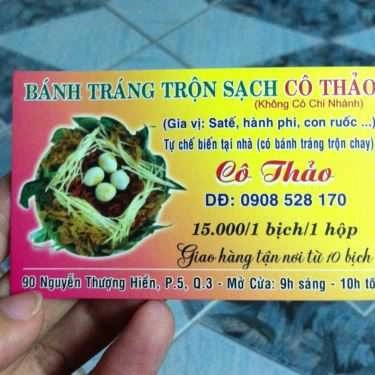 BÁNH TRÁNG TRỘN SẠCH CÔ THẢO
(Không Có Chi Nhánh)
(Gia vị: Satế, hành phi, con ruốc ...)
Tự chế biến tại nhà (có bánh tráng trộn chay)
Cô Thảo
DĐ: 0908 528 170
15.000/1 bịch/1 hộp
Giao hàng tận nơi từ 10 bịch
90 Nguyễn Thượng Hiền, P.5, Q.3 - Mở Cửa: 9h sáng - 10h tố